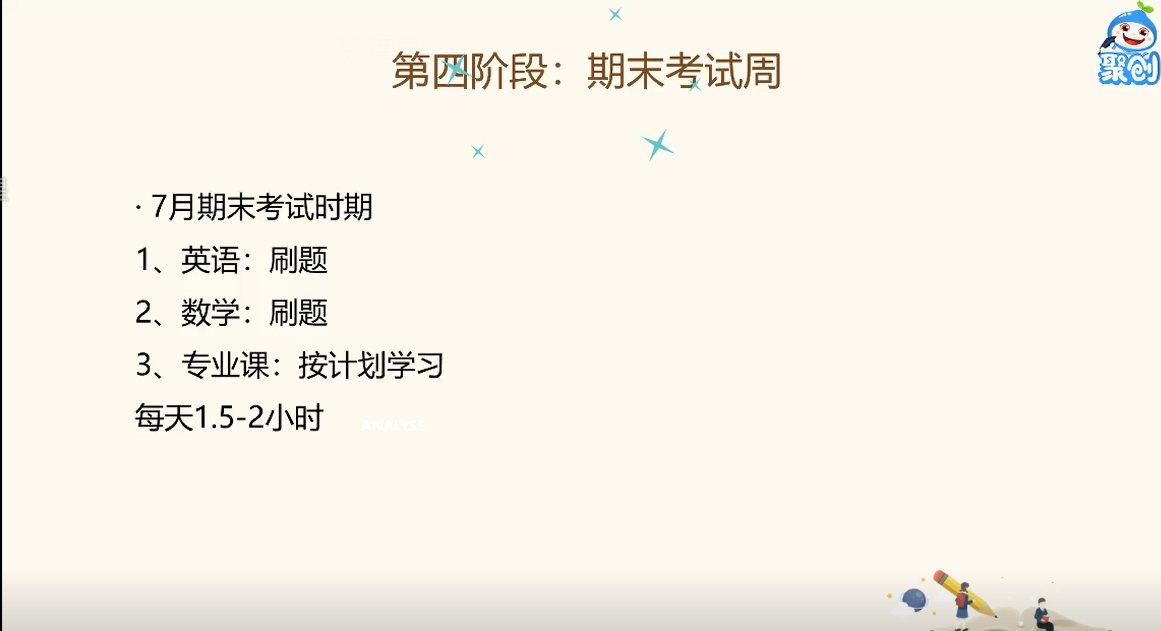 聚创
第四阶段：期末考试周
· 7月期末考试时期
1、英语：刷题
2、数学：刷题
3、专业课：按计划学习
每天1.5-2小时
ANALYSS